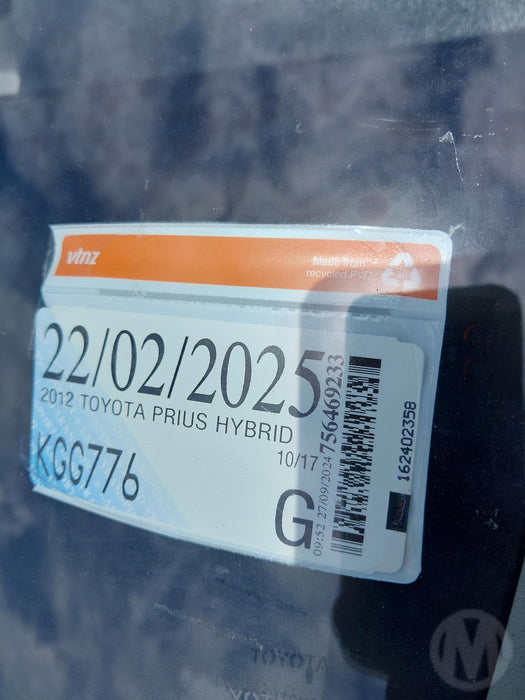 vtnz
Made from
recycled PVC
22/02/2025
2012 TOYOTA PRIUS HYBRID
10/17
KGG776
G
09:52 27/09/2024
756469233
162402358
TOYOT
M